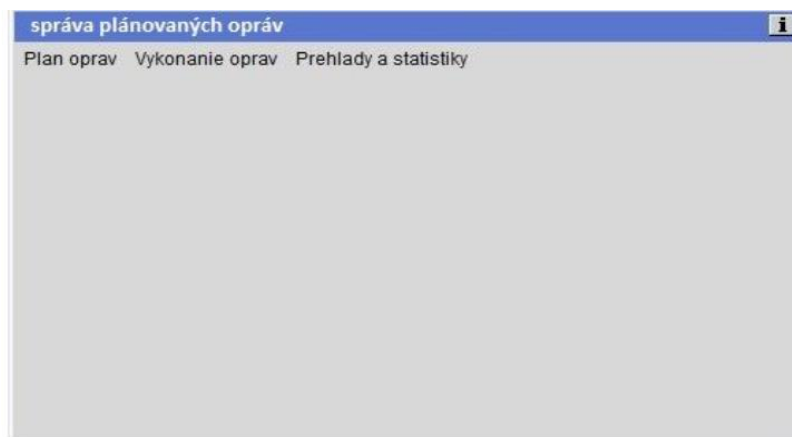 správa plánovaných opráv i
Plan oprav Vykonanie oprav Prehlady a statistiky